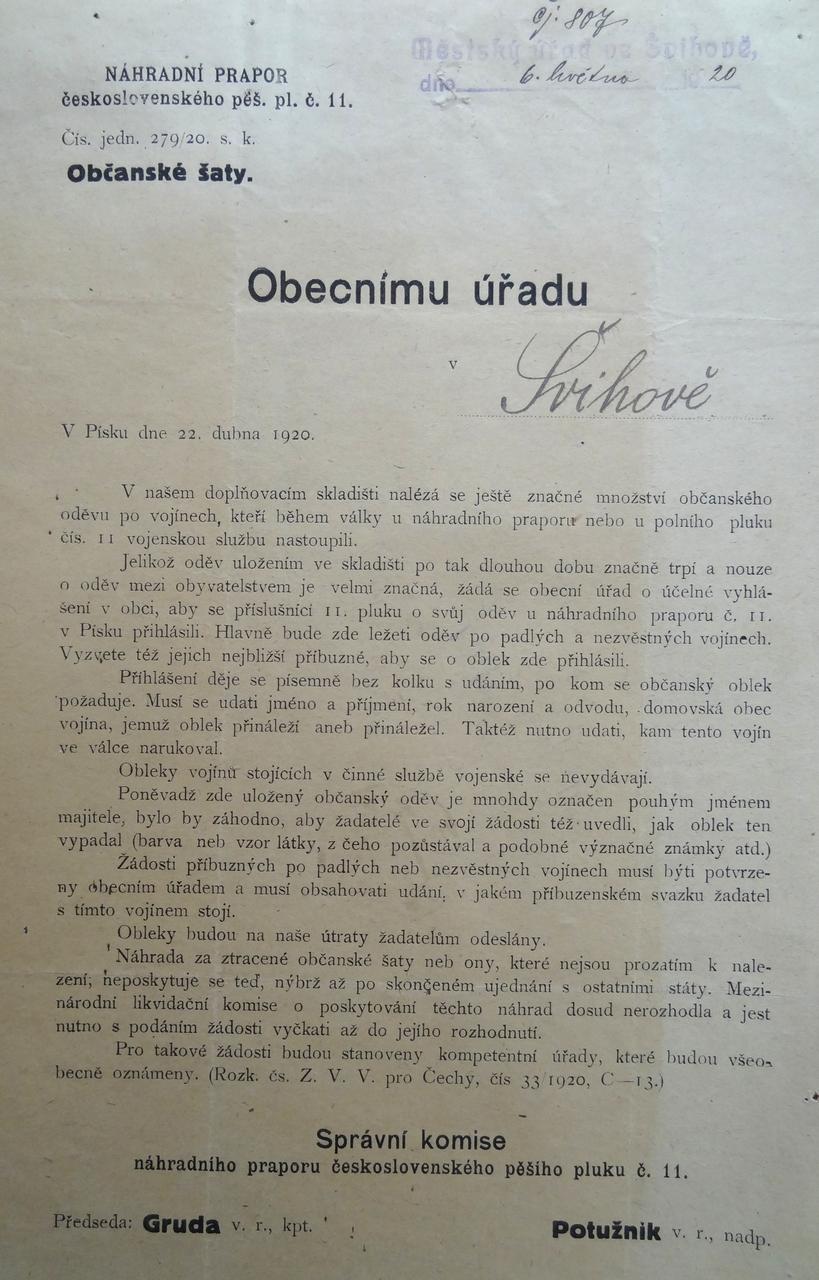 čj. 807
Městský úřad ve Švihově,
dne 6. května 20
NÁHRADNÍ PRAPOR
československého pěš. pl. č. 11.
Čís. jedn. 279/20. s. k.
Občanské šaty.
Obecnímu úřadu
v Švihově
V Písku dne 22. dubna 1920.
V našem doplňovacím skladišti nalézá se ještě značné množství občanského
oděvu po vojínech, kteří během války u náhradního praporu nebo u polního pluku
čís. 11 vojenskou službu nastoupili.
Jelikož oděv uložením ve skladišti po tak dlouhou dobu značně trpí a nouze
o oděv mezi obyvatelstvem je velmi značná, žádá se obecní úřad o účelné vyhlá-
šení v obci, aby se příslušníci 11. pluku o svůj oděv u náhradního praporu č. 11.
v Písku přihlásili. Hlavně bude zde ležeti oděv po padlých a nezvěstných vojínech.
Vyzvete též jejich nejbližší příbuzné, aby se o oblek zde přihlásili.
Přihlášení děje se písemně bez kolku s udáním, po kom se občanský oblek
požaduje. Musí se udati jméno a příjmení, rok narození a odvodu, domovská obec
vojína, jemuž oblek přináleží aneb přináležel. Taktéž nutno udati, kam tento vojín
ve válce narukoval.
Obleky vojínů stojících v činné službě vojenské se nevydávají.
Poněvadž zde uložený občanský oděv je mnohdy označen pouhým jménem
majitele, bylo by záhodno, aby žadatelé ve svojí žádosti též uvedli, jak oblek ten
vypadal (barva neb vzor látky, z čeho pozůstával a podobné význačné známky atd.)
Žádosti příbuzných po padlých neb nezvěstných vojínech musí býti potvrze-
ny obecním úřadem a musí obsahovati udání, v jakém příbuzenském svazku žadatel
s tímto vojínem stojí.
Obleky budou na naše útraty žadatelům odeslány.
Náhrada za ztracené občanské šaty neb ony, které nejsou prozatím k nale-
zení, neposkytuje se teď, nýbrž až po skončeném ujednání s ostatními státy. Mezi-
národní likvidační komise o poskytování těchto náhrad dosud nerozhodla a jest
nutno s podáním žádosti vyčkati až do jejího rozhodnutí.
Pro takové žádosti budou stanoveny kompetentní úřady, které budou všeo-
becně oznámeny. (Rozk. čs. Z. V. V. pro Čechy, čís 33/1920, C—13.)
Správní komise
náhradního praporu československého pěšího pluku č. 11.
Předseda: Gruda v. r., kpt.
Potužník v. r., nadp.